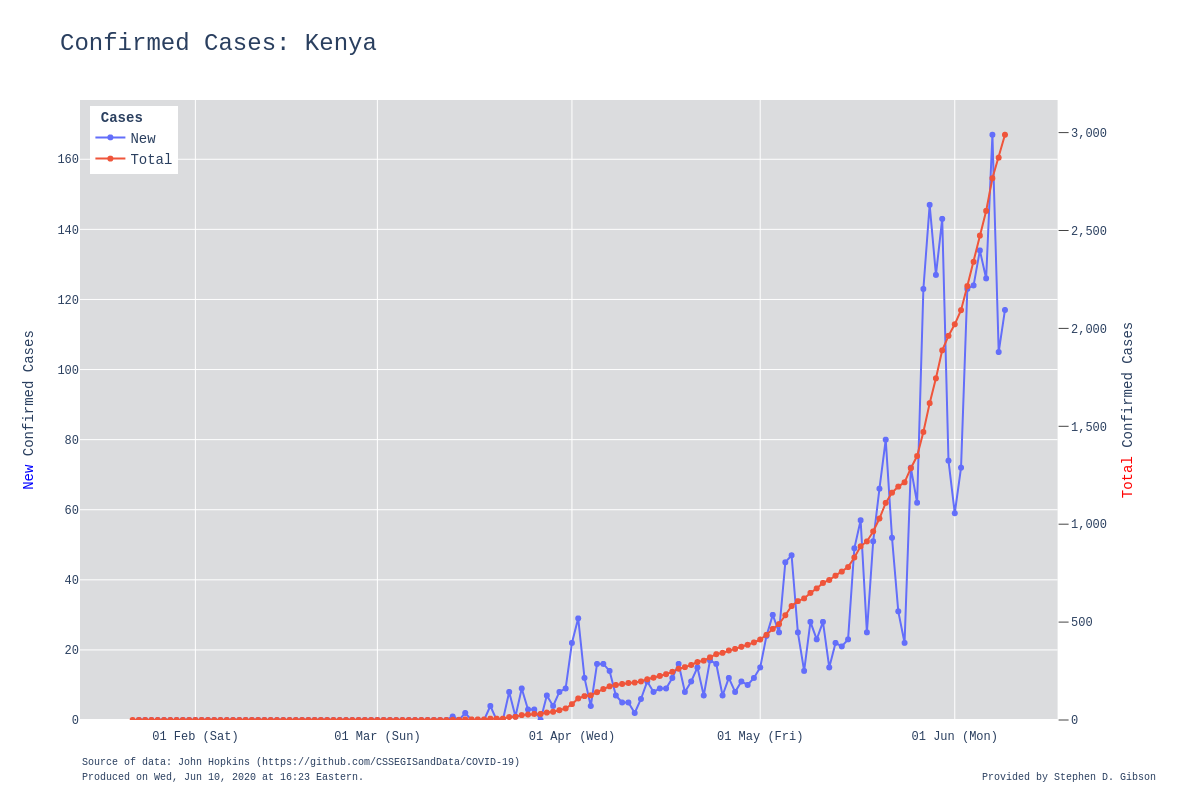 Confirmed Cases: Kenya
Cases
New
Total
160
140
120
100
80
60
40
20
0
3,000
2,500
2,000
1,500
1,000
500
0
New Confirmed Cases
Total Confirmed Cases
01 Feb (Sat)
01 Mar (Sun)
01 Apr (Wed)
01 May (Fri)
01 Jun (Mon)
Source of data: John Hopkins (https://github.com/CSSEGISandData/COVID-19)
Produced on Wed, Jun 10, 2020 at 16:23 Eastern.
Provided by Stephen D. Gibson